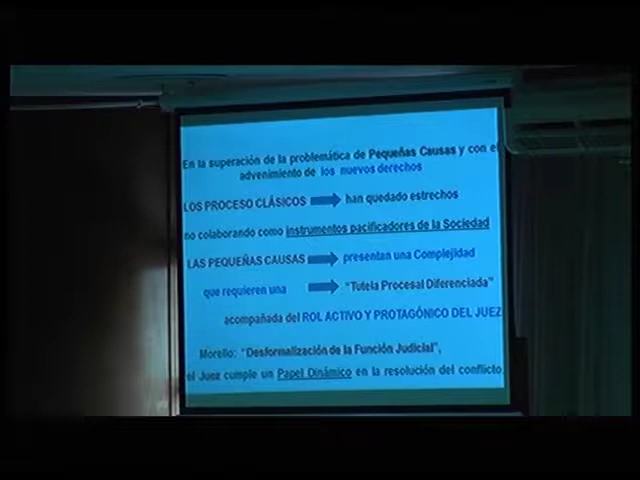 En la superación de la problemática de Pequeñas Causas y con el
advenimiento de los nuevos derechos
LOS PROCESO CLÁSICOS han quedado estrechos
no colaborando como instrumentos pacificadores de la Sociedad
LAS PEQUEÑAS CAUSAS presentan una Complejidad
que requieren una "Tutela Procesal Diferenciada"
acompañada del ROL ACTIVO Y PROTAGÓNICO DEL JUEZ
Morello: "Desformalización de la Función Judicial",
el Juez cumple un Papel Dinámico en la resolución del conflicto.